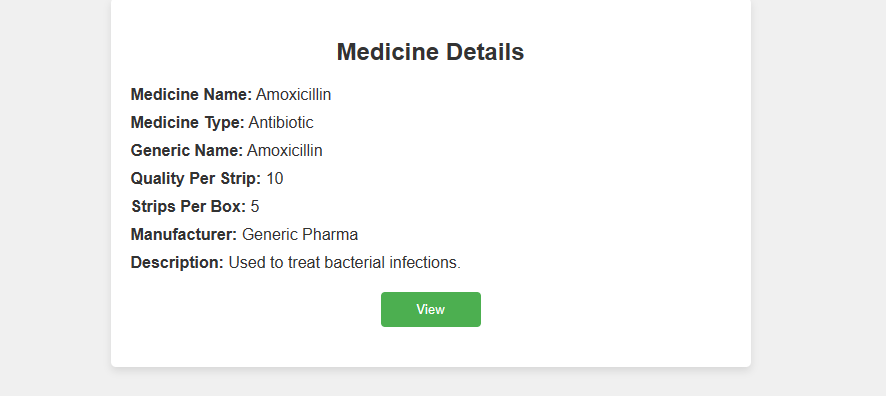 Medicine Details
Medicine Name: Amoxicillin
Medicine Type: Antibiotic
Generic Name: Amoxicillin
Quality Per Strip: 10
Strips Per Box: 5
Manufacturer: Generic Pharma
Description: Used to treat bacterial infections.
View